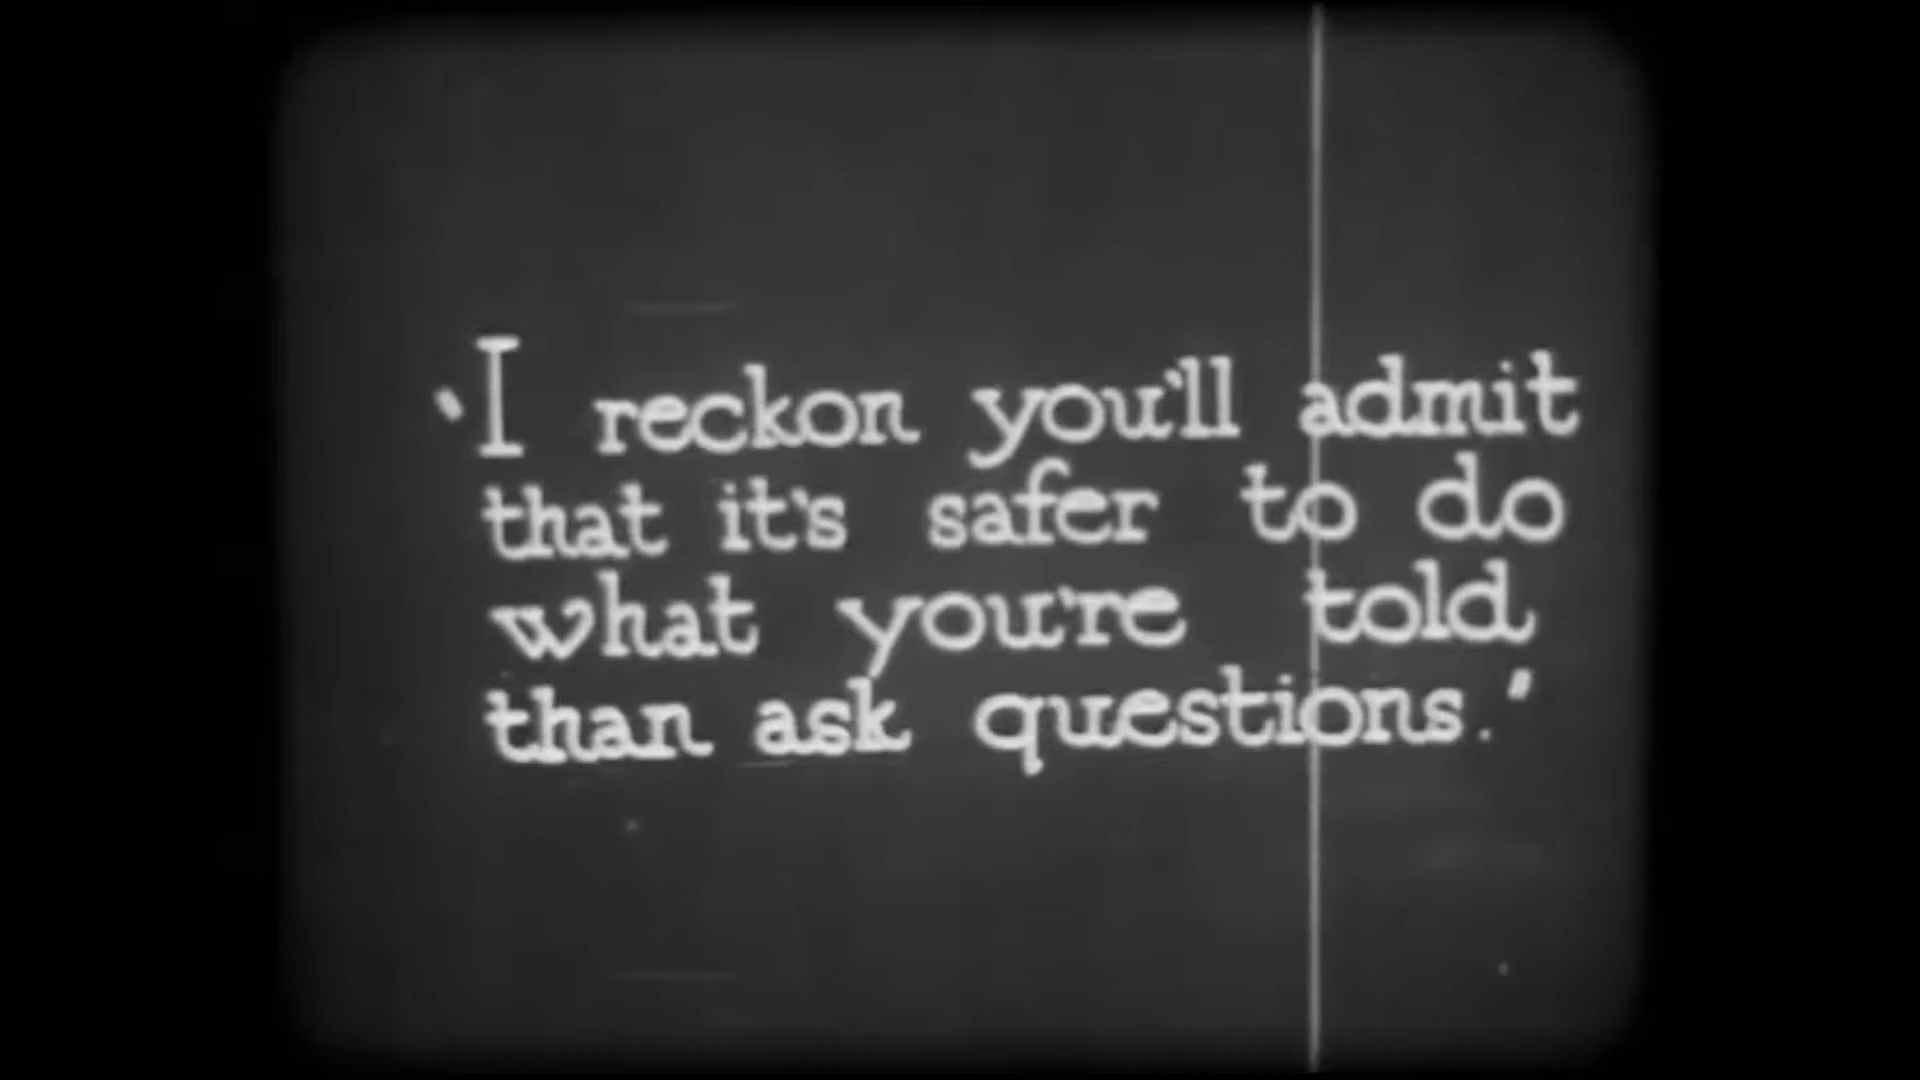 'I reckon you'll admit
that it's safer to do
what you're told
than ask questions.'